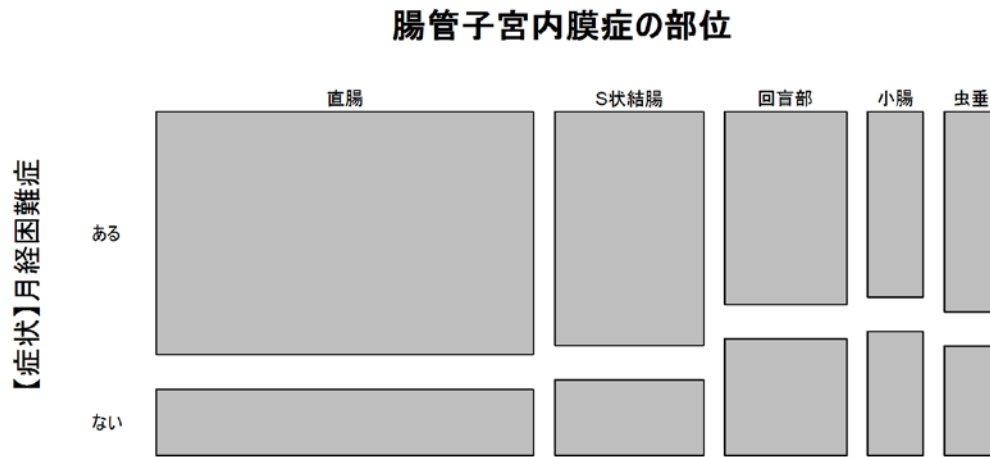 腸管子宮内膜症の部位
直腸
S状結腸
回盲部
小腸
虫垂
【症状】月経困難症
ある
ない